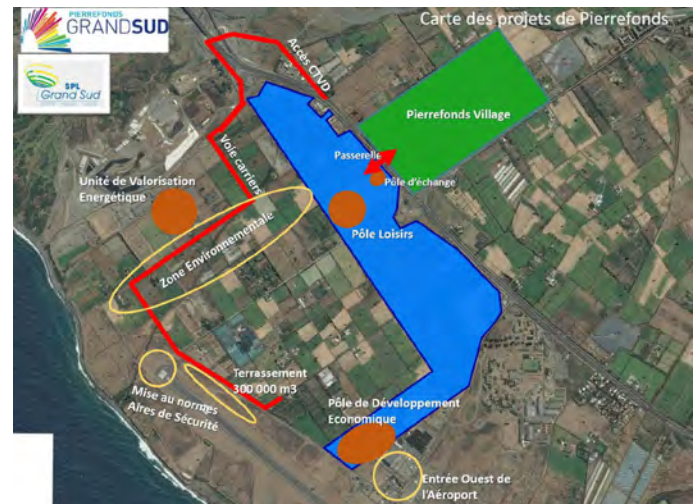 PIERREFONDS
GRANDSUD
SPL
Grand Sud
Carte des projets de Pierrefonds
Accès CTVD
Pierrefonds Village
Passerelle
Pôle d'échange
Voie carriers
Unité de Valorisation
Energétique
Pôle Loisirs
Zone Environnementale
Terrassement
300 000 m3
Mise au normes
Aires de Sécurité
Pôle de Développement
Economique
Entrée Ouest de
l'Aéroport